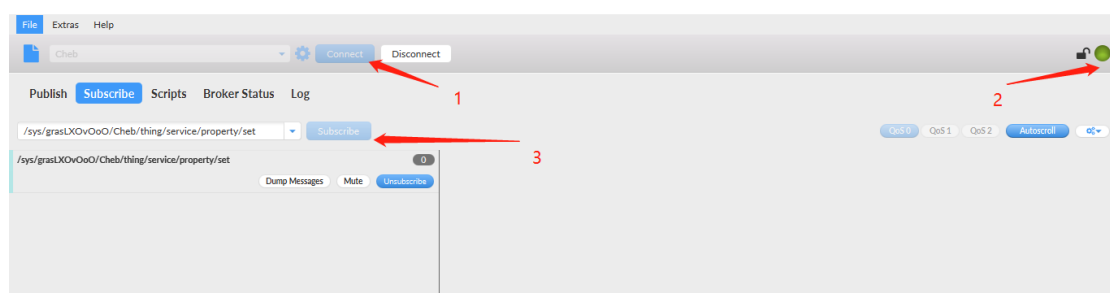 File Extras Help
Cheb Connect Disconnect
1
2
Publish Subscribe Scripts Broker Status Log
/sys/grasLXOvOoO/Cheb/thing/service/property/set Subscribe QoS 0 QoS 1 QoS 2 Autoscroll
3
/sys/grasLXOvOoO/Cheb/thing/service/property/set 0
Dump Messages Mute Unsubscribe